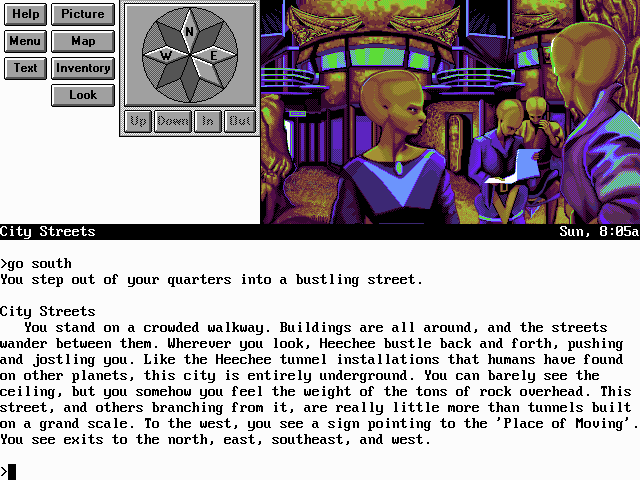 Help
Picture
Menu
Map
Text
Inventory
Look
N
W
E
Up
Down
In
Out
City Streets
Sun, 8:05a
>go south
You step out of your quarters into a bustling street.
City Streets
You stand on a crowded walkway. Buildings are all around, and the streets
wander between them. Wherever you look, Heechee bustle back and forth, pushing
and jostling you. Like the Heechee tunnel installations that humans have found
on other planets, this city is entirely underground. You can barely see the
ceiling, but you somehow you feel the weight of the tons of rock overhead. This
street, and others branching from it, are really little more than tunnels built
on a grand scale. To the west, you see a sign pointing to the 'Place of Moving'.
You see exits to the north, east, southeast, and west.
>